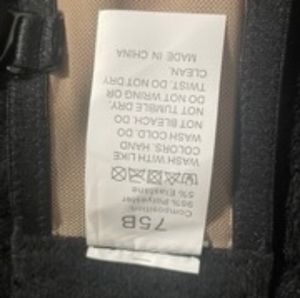 75B
Composition:
95% Polyester
5% Elastane
WASH WITH LIKE
COLORS. HAND
WASH COLD. DO
NOT BLEACH. DO
NOT TUMBLE DRY.
DO NOT WRING OR
TWIST. DO NOT DRY
CLEAN.
MADE IN CHINA